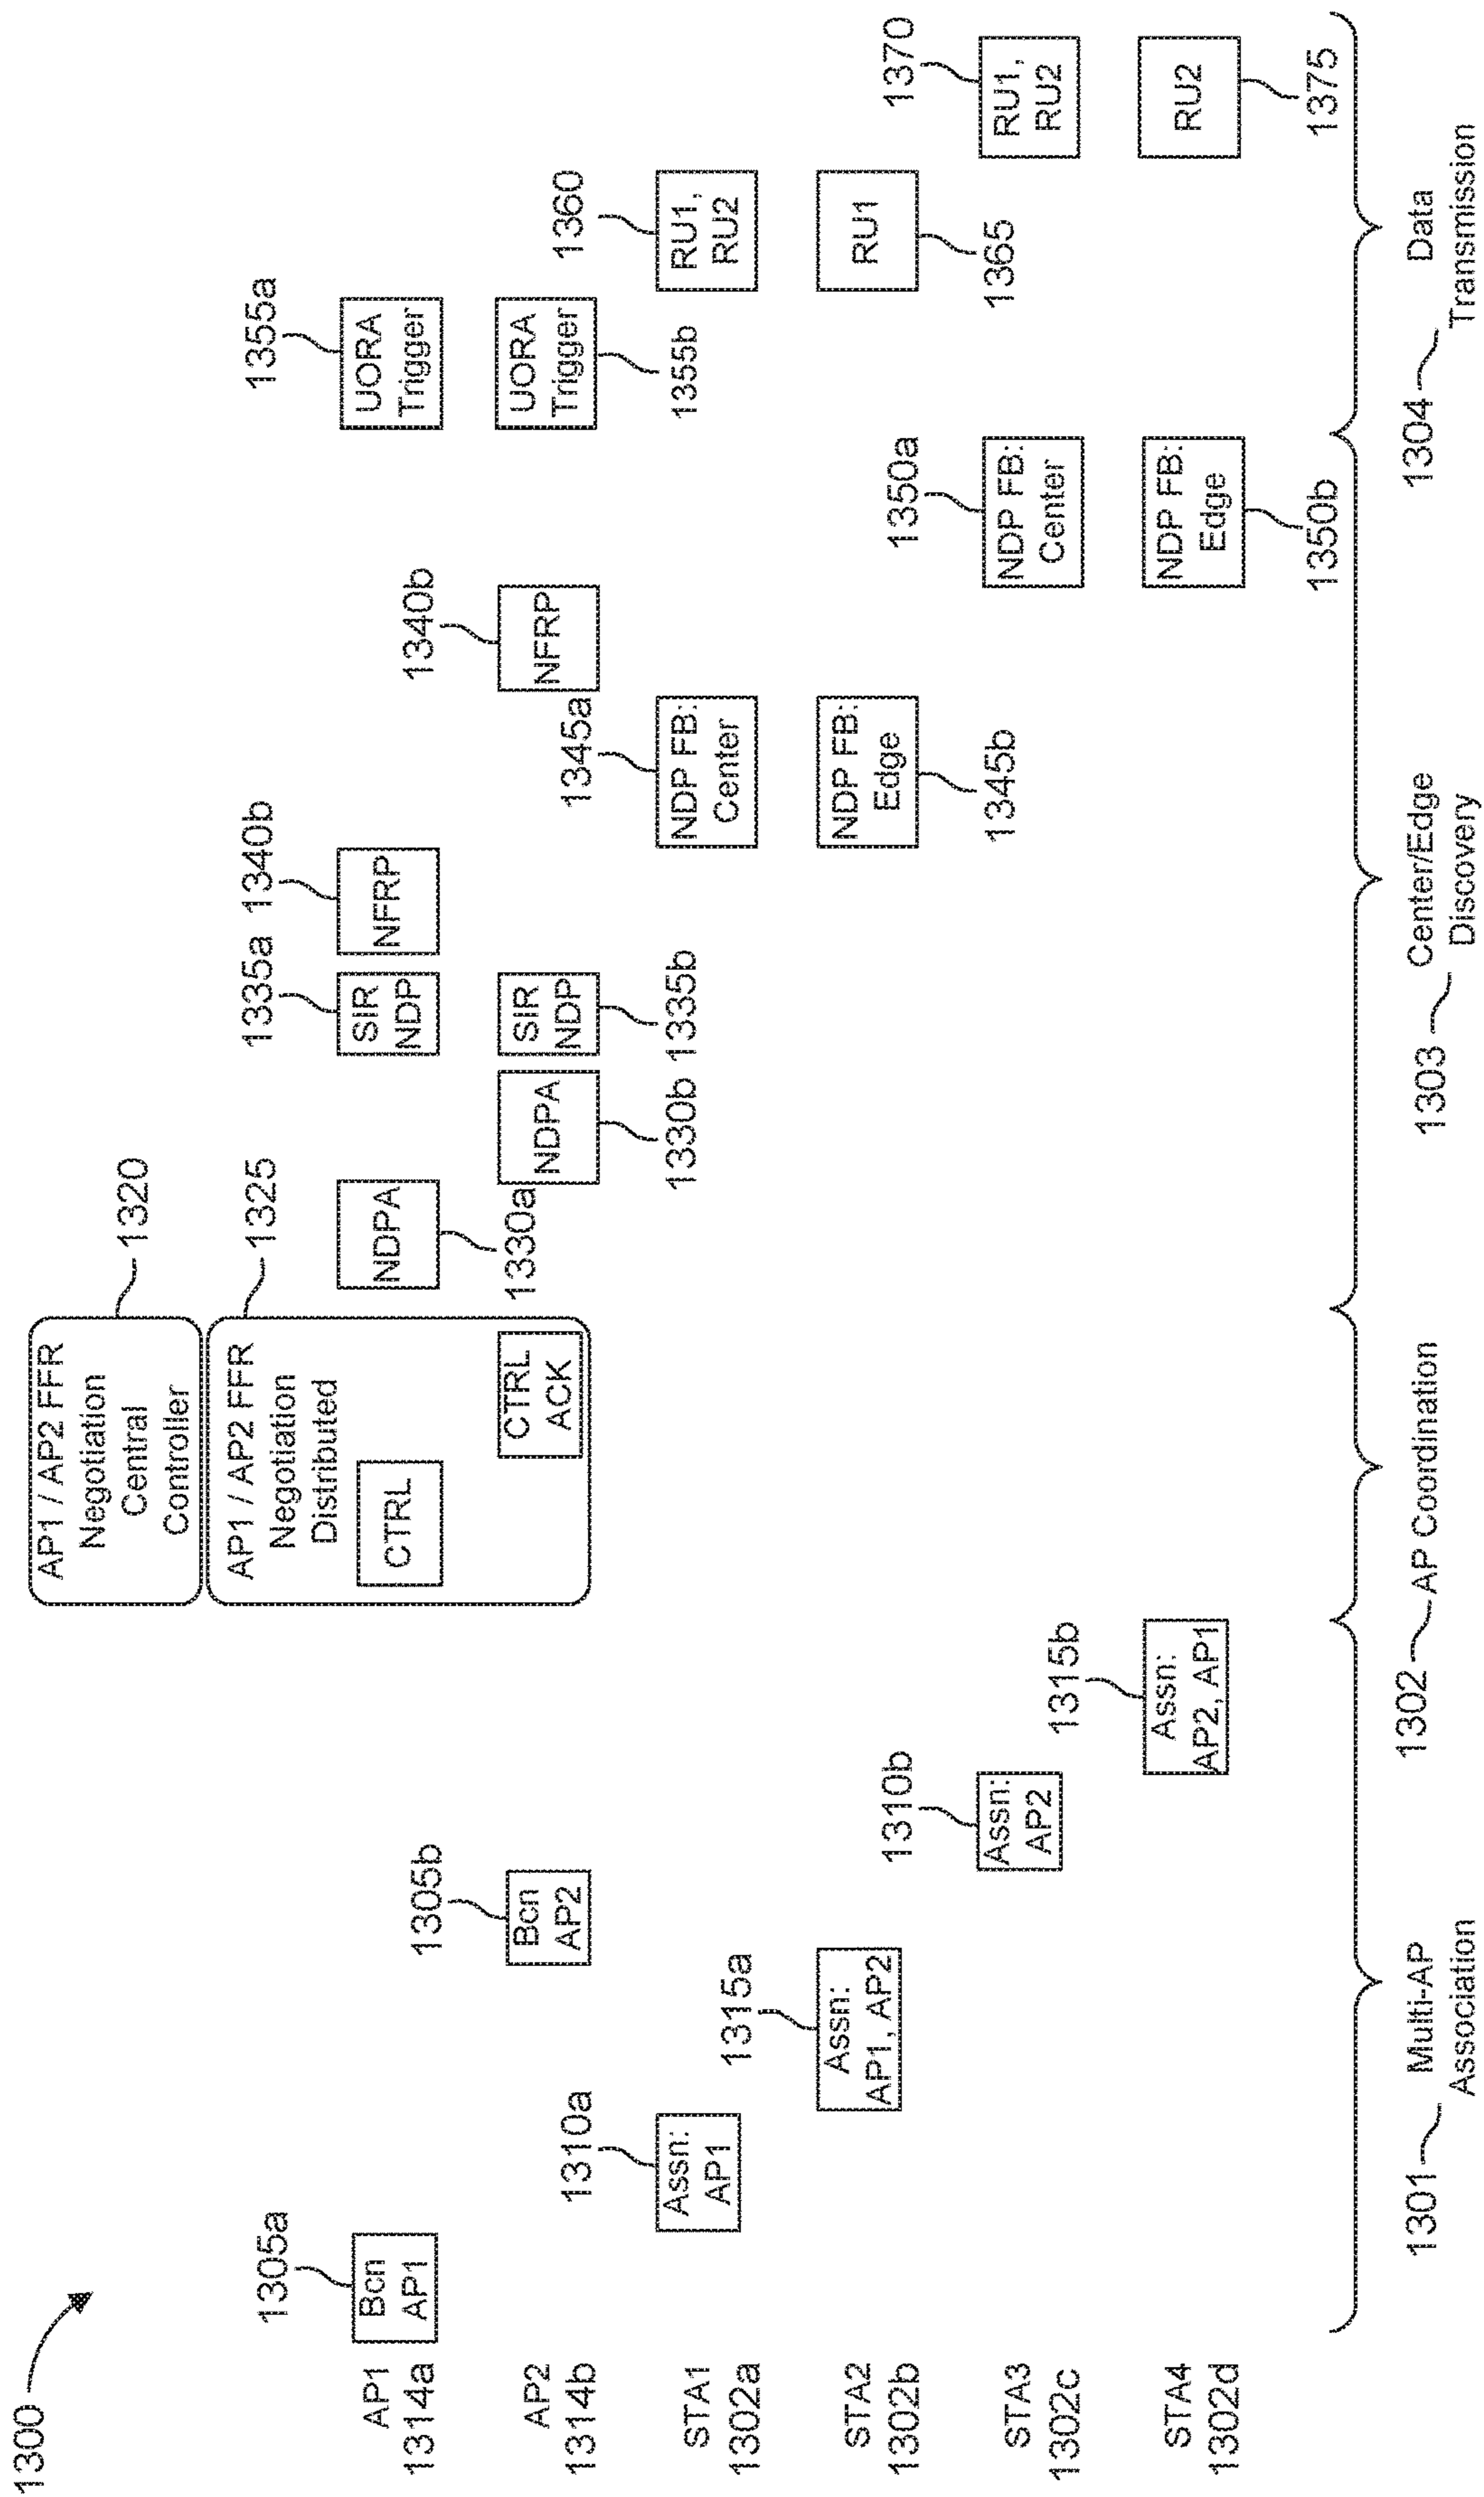 1300
AP1 / AP2 FFR
Negotiation
Central
Controller
1320
AP1 / AP2 FFR
Negotiation
Distributed
1325
CTRL
CTRL
ACK
AP1
1314a
Bcn
AP1
1305a
NDPA
1330a
SIR
NDP
1335a
NFRP
1340b
UORA
Trigger
1355a
AP2
1314b
Bcn
AP2
1305b
NDPA
1330b
SIR
NDP
1335b
NFRP
1340b
UORA
Trigger
1355b
STA1
1302a
Assn:
AP1
1310a
NDP FB:
Center
1345a
RU1,
RU2
1360
STA2
1302b
Assn:
AP1, AP2
1315a
NDP FB:
Edge
1345b
RU1
1365
STA3
1302c
Assn:
AP2
1310b
NDP FB:
Center
1350a
RU1,
RU2
1370
STA4
1302d
Assn:
AP2, AP1
1315b
NDP FB:
Edge
1350b
RU2
1375
1301
Multi-AP
Association
1302
AP Coordination
1303
Center/Edge
Discovery
1304
Data
Transmission